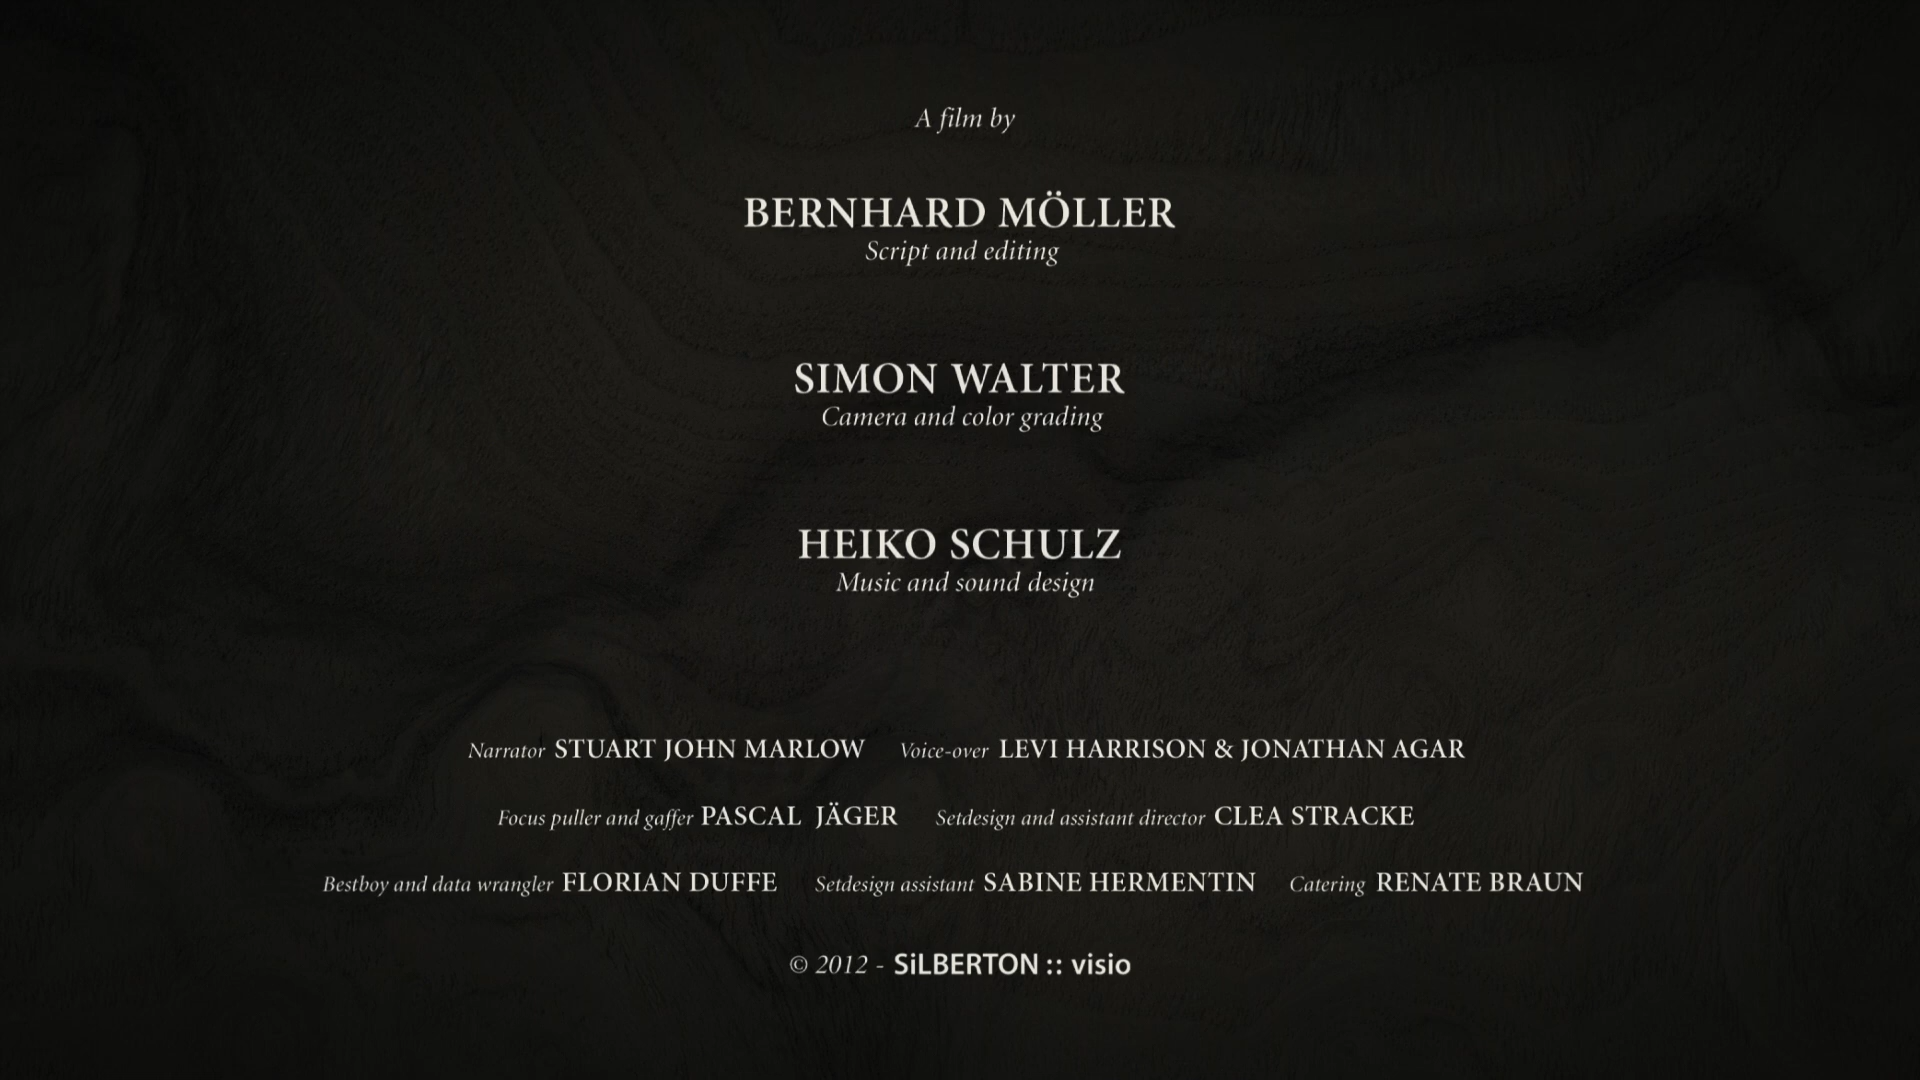 A film by
BERNHARD MÖLLER
Script and editing
SIMON WALTER
Camera and color grading
HEIKO SCHULZ
Music and sound design
Narrator STUART JOHN MARLOW Voice-over LEVI HARRISON & JONATHAN AGAR
Focus puller and gaffer PASCAL JÄGER Setdesign and assistant director CLEA STRACKE
Bestboy and data wrangler FLORIAN DUFFE Setdesign assistant SABINE HERMENTIN Catering RENATE BRAUN
© 2012 - SiLBERTON :: visio